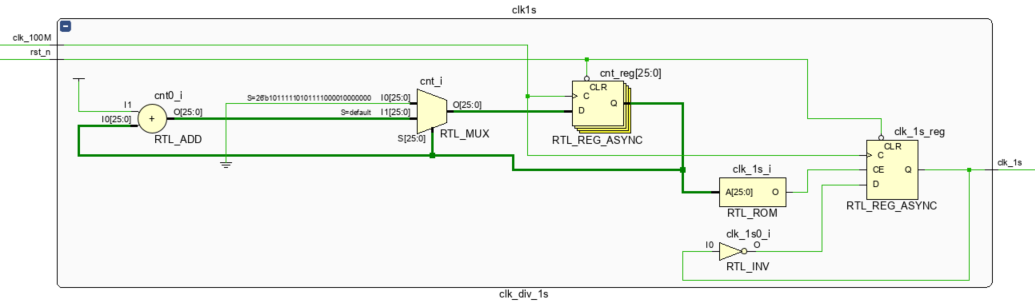 clk1s
clk_100M
rst_n
cnt_reg[25:0]
CLR
C
Q
D
RTL_REG_ASYNC
cnt_i
S=26'b10111110101111000010000000
I0[25:0]
S=default
I1[25:0]
O[25:0]
S[25:0]
RTL_MUX
cnt0_i
I1
I0[25:0]
+
O[25:0]
RTL_ADD
clk_1s_reg
CLR
C
CE
Q
D
RTL_REG_ASYNC
clk_1s
clk_1s_i
A[25:0]
O
RTL_ROM
clk_1s0_i
I0
O
RTL_INV
clk_div_1s